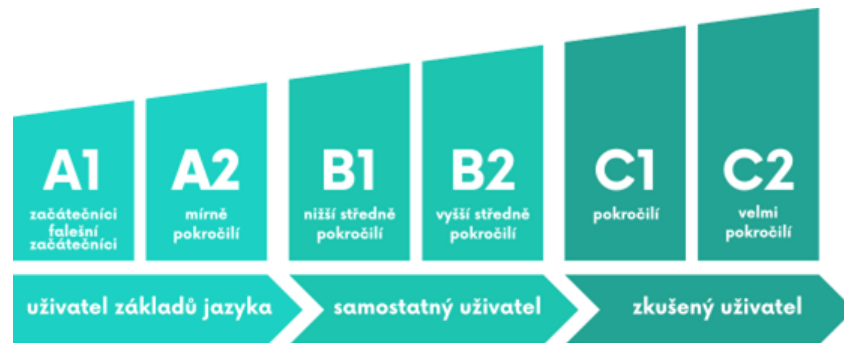 A1
začátečníci
falešní
začátečníci
A2
mírně
pokročilí
B1
nižší středně
pokročilí
B2
vyšší středně
pokročilí
C1
pokročilí
C2
velmi
pokročilí
uživatel základů jazyka
samostatný uživatel
zkušený uživatel